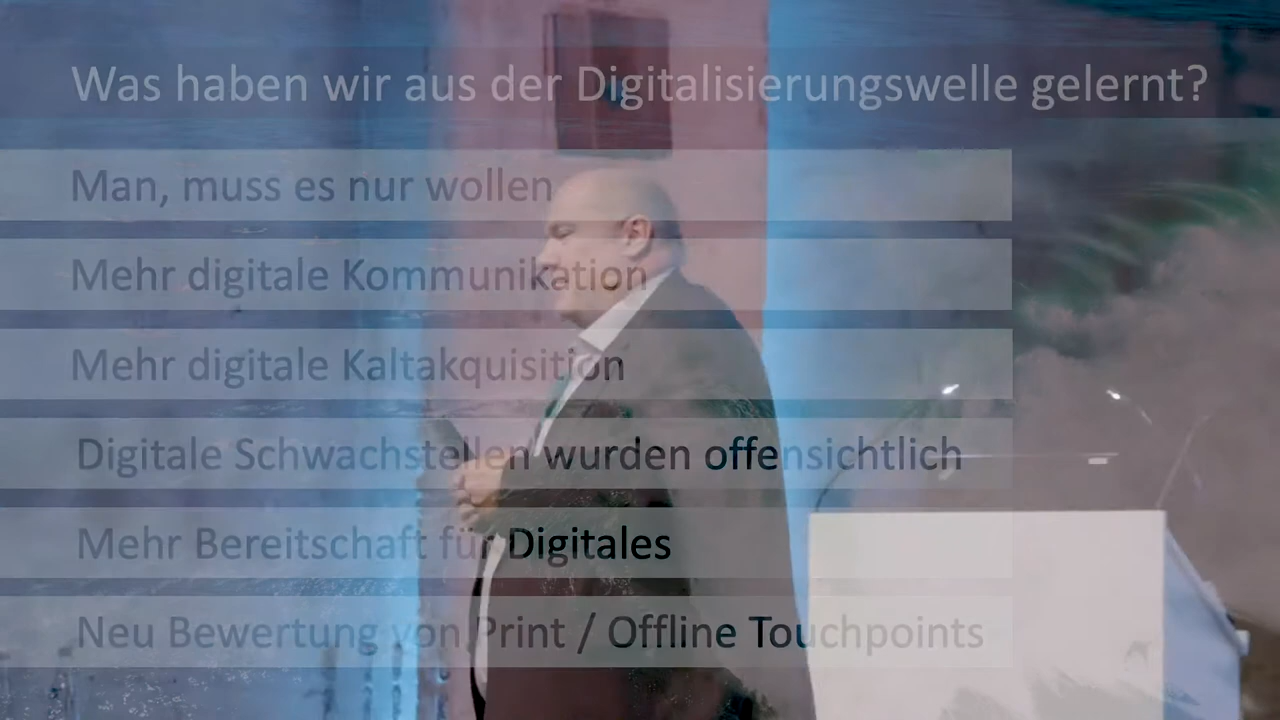 Was haben wir aus der Digitalisierungswelle gelernt?
Man, muss es nur wollen
Mehr digitale Kommunikation
Mehr digitale Kaltakquisition
Digitale Schwachstellen wurden offensichtlich
Mehr Bereitschaft für Digitales
Neu Bewertung von Print / Offline Touchpoints